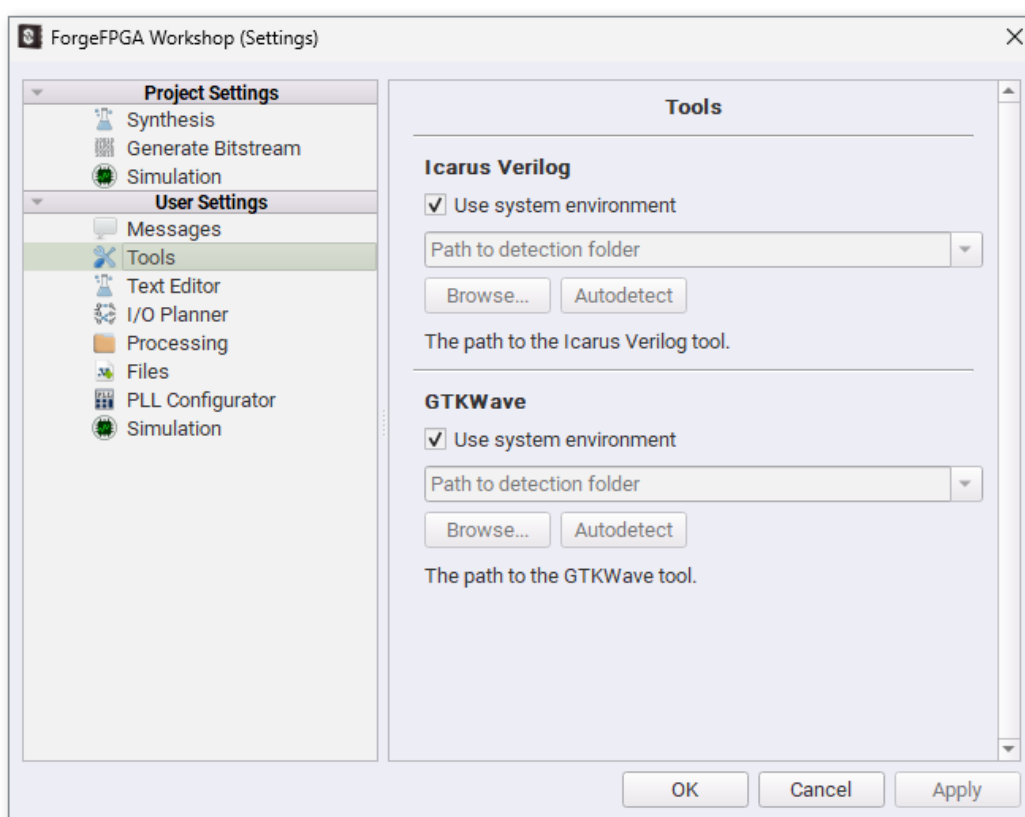 ForgeFPGA Workshop (Settings)
Project Settings
Synthesis
Generate Bitstream
Simulation
User Settings
Messages
Tools
Text Editor
I/O Planner
Processing
Files
PLL Configurator
Simulation
Tools
Icarus Verilog
Use system environment
Path to detection folder
Browse... Autodetect
The path to the Icarus Verilog tool.
GTKWave
Use system environment
Path to detection folder
Browse... Autodetect
The path to the GTKWave tool.
OK Cancel Apply